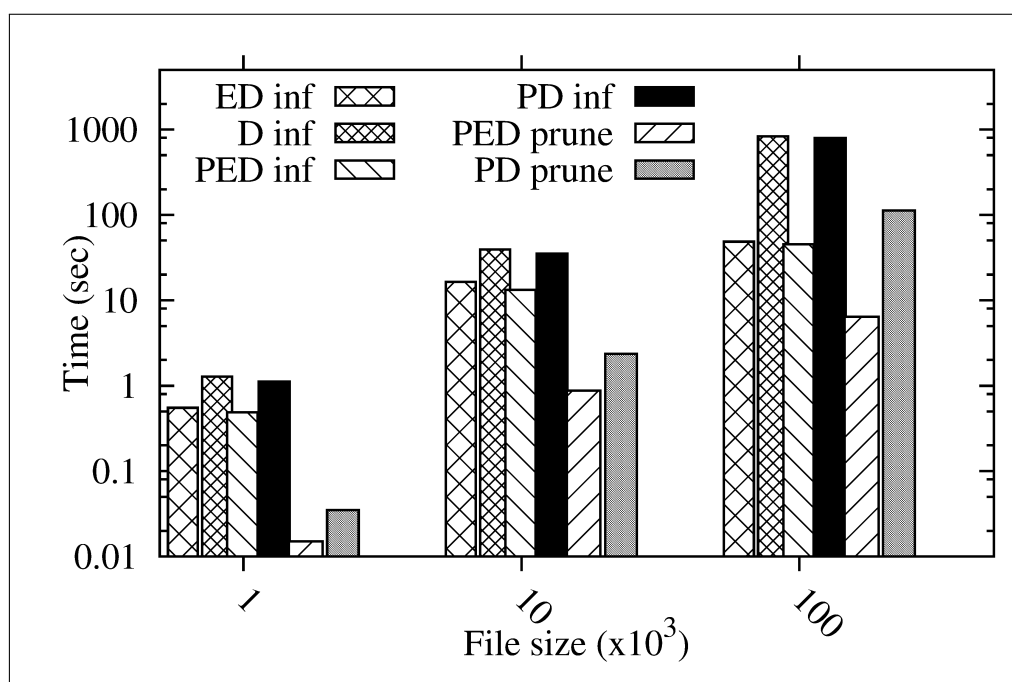 ED inf
D inf
PED inf
PD inf
PED prune
PD prune
1000
100
10
1
0.1
0.01
Time (sec)
1
10
100
File size (x10³)